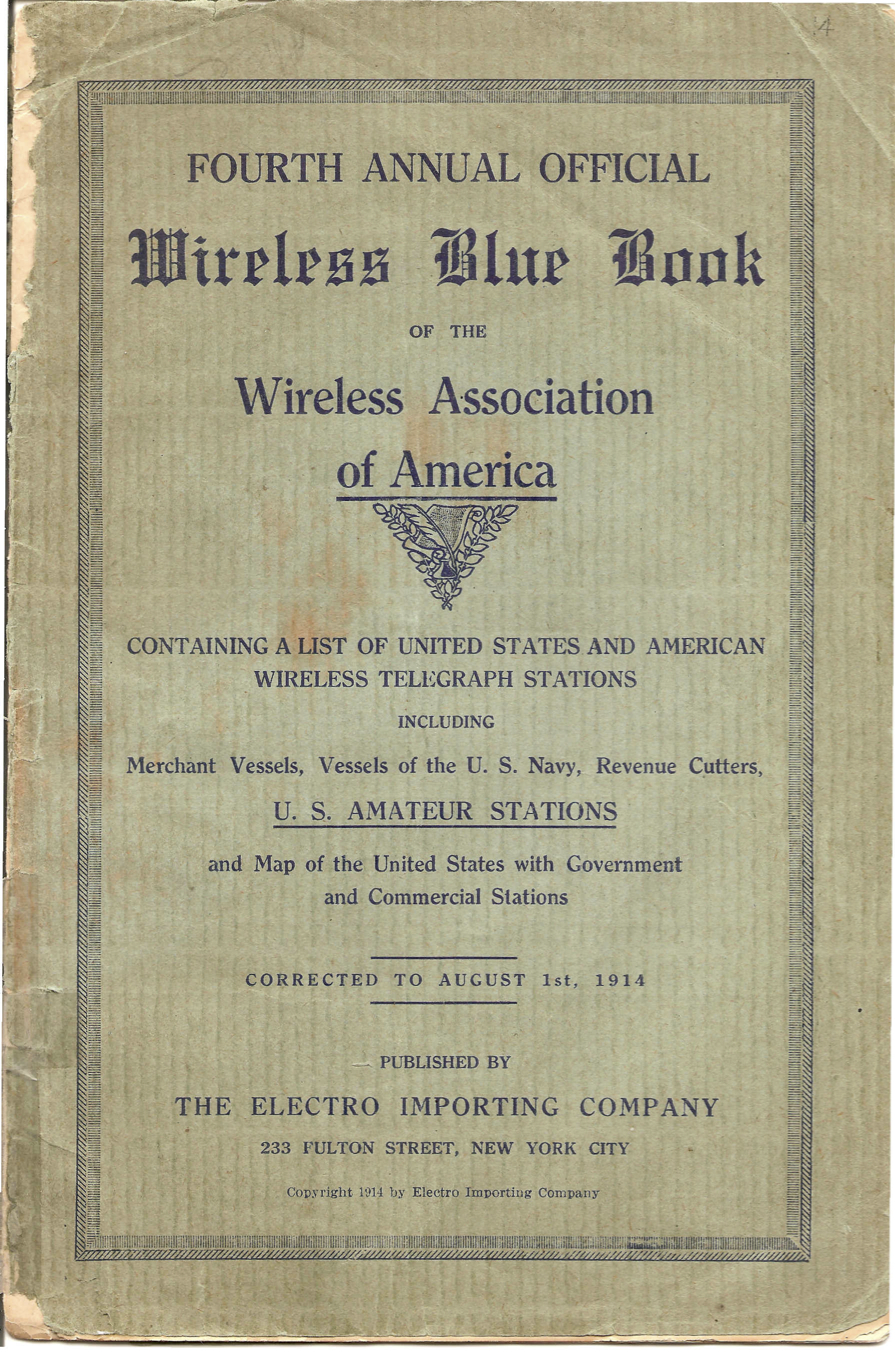 4
FOURTH ANNUAL OFFICIAL
Wireless Blue Book
OF THE
Wireless Association
of America
CONTAINING A LIST OF UNITED STATES AND AMERICAN
WIRELESS TELEGRAPH STATIONS
INCLUDING
Merchant Vessels, Vessels of the U. S. Navy, Revenue Cutters,
U. S. AMATEUR STATIONS
and Map of the United States with Government
and Commercial Stations
CORRECTED TO AUGUST 1st, 1914
PUBLISHED BY
THE ELECTRO IMPORTING COMPANY
233 FULTON STREET, NEW YORK CITY
Copyright 1914 by Electro Importing Company